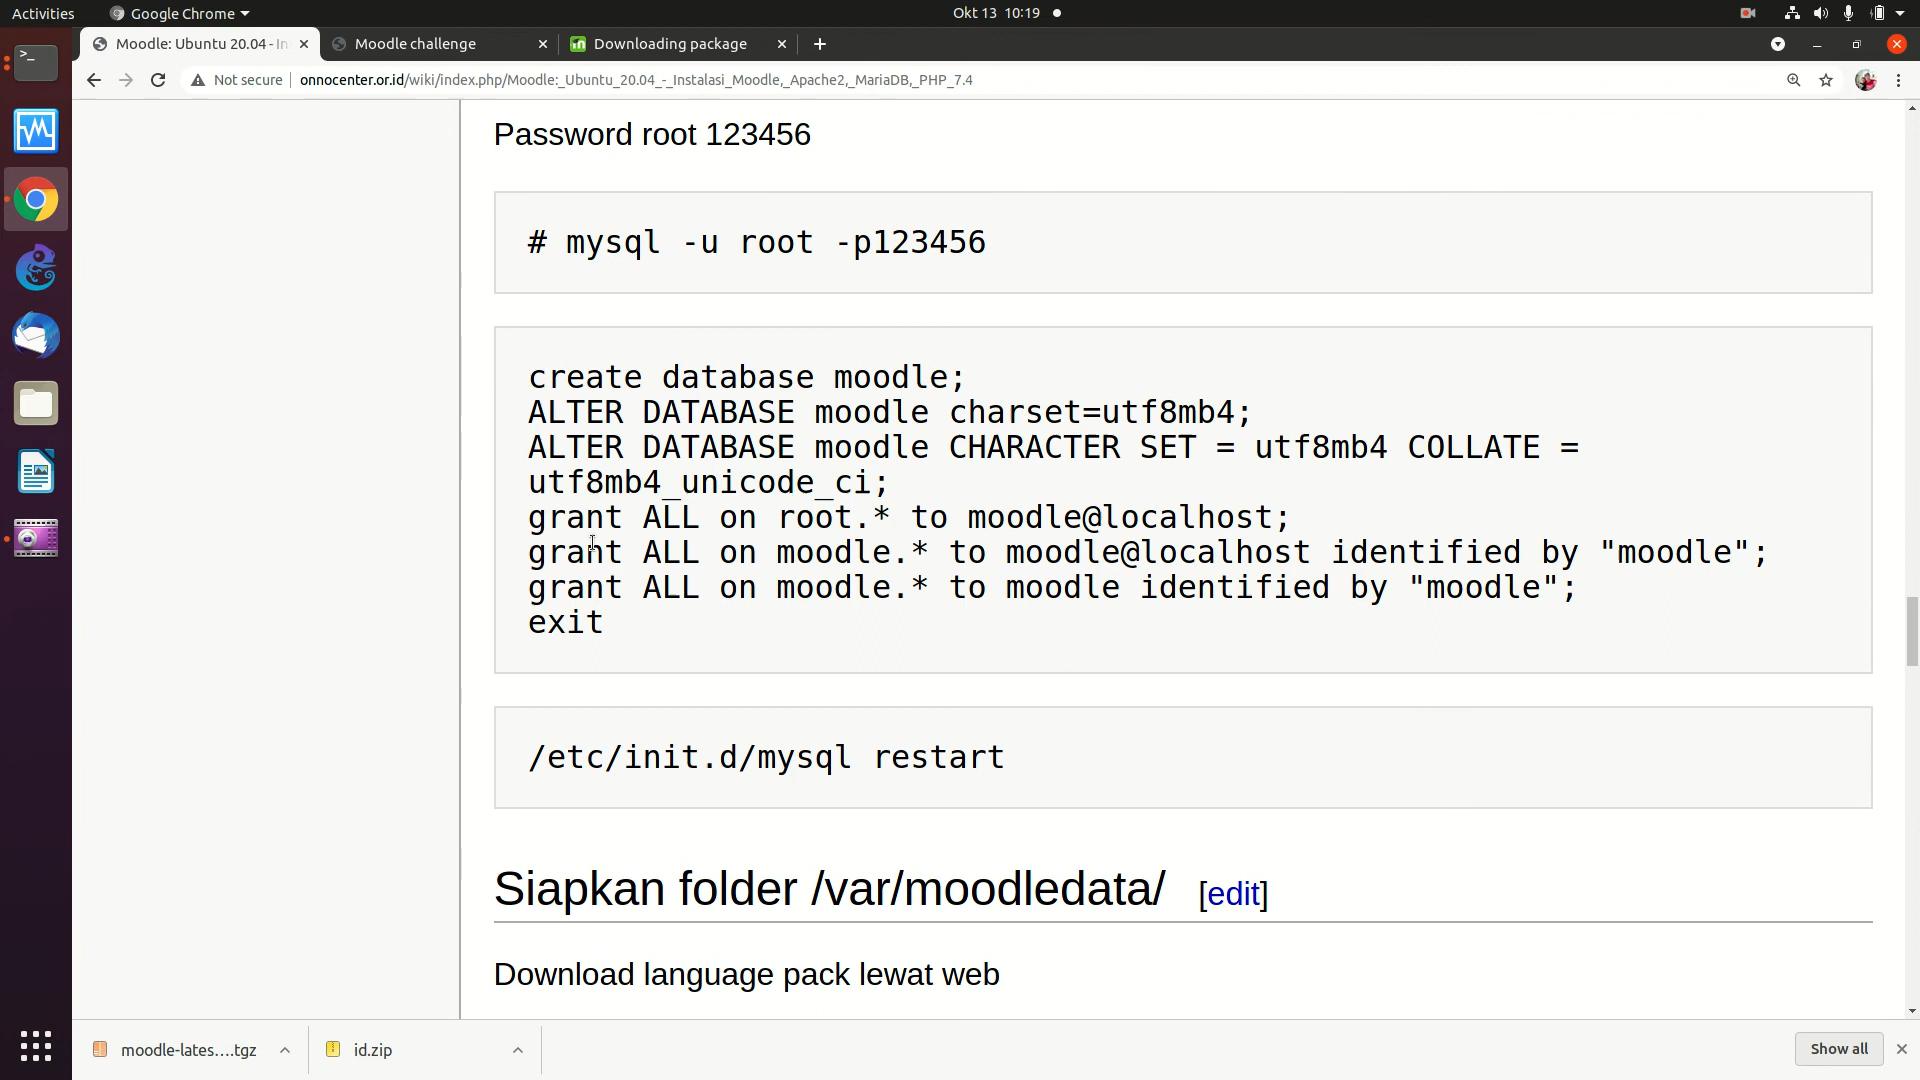 Activities
Google Chrome
Okt 13 10:19
Moodle: Ubuntu 20.04 - In
Moodle challenge
Downloading package
Not secure
onnocenter.or.id/wiki/index.php/Moodle:_Ubuntu_20.04_-_Instalasi_Moodle,_Apache2,_MariaDB,_PHP_7.4
Password root 123456
# mysql -u root -p123456
create database moodle;
ALTER DATABASE moodle charset=utf8mb4;
ALTER DATABASE moodle CHARACTER SET = utf8mb4 COLLATE =
utf8mb4_unicode_ci;
grant ALL on root.* to moodle@localhost;
grant ALL on moodle.* to moodle@localhost identified by "moodle";
grant ALL on moodle.* to moodle identified by "moodle";
exit
/etc/init.d/mysql restart
Siapkan folder /var/moodledata/ [edit]
Download language pack lewat web
moodle-lates....tgz
id.zip
Show all